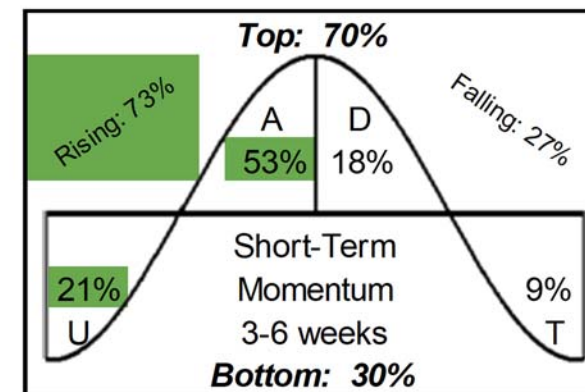 Top: 70%
Rising: 73%
Falling: 27%
A D
53% 18%
Short-Term
21% Momentum 9%
U 3-6 weeks T
Bottom: 30%